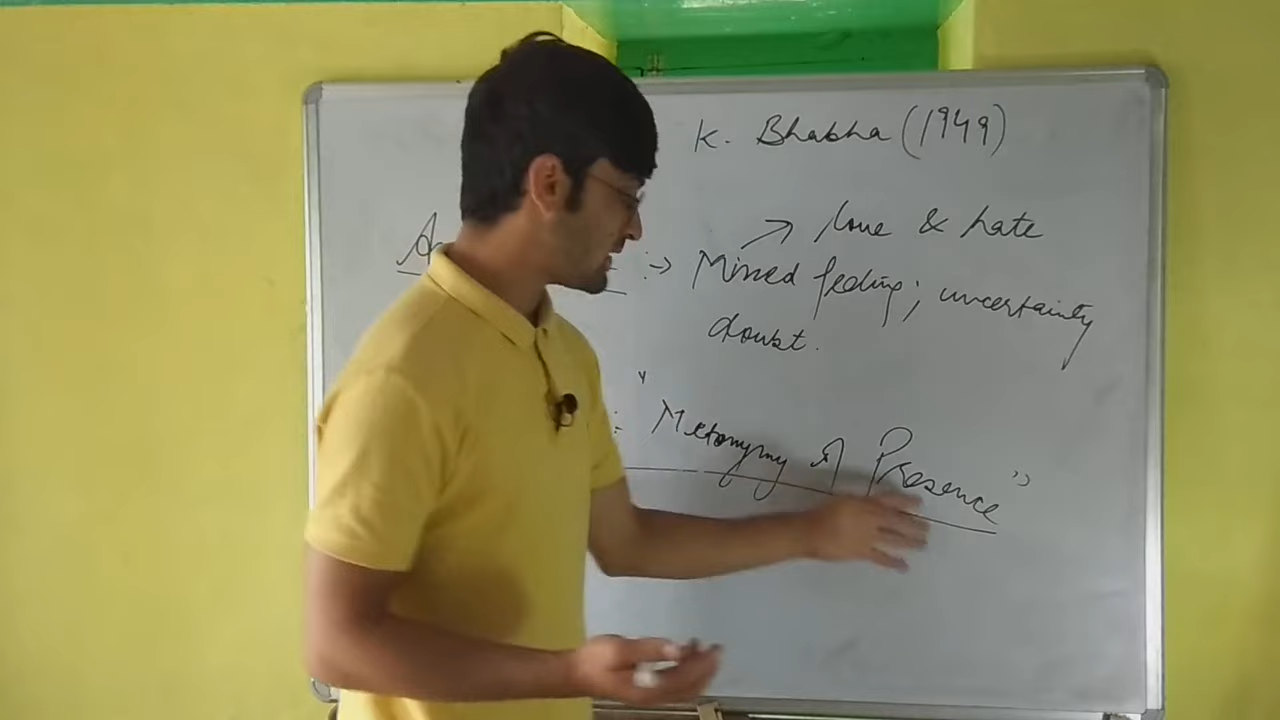 K. Bhabha (1949)
→ Love & hate
A :→ Mixed feeling; uncertainty
doubt.
:- "Metonymy of Presence"